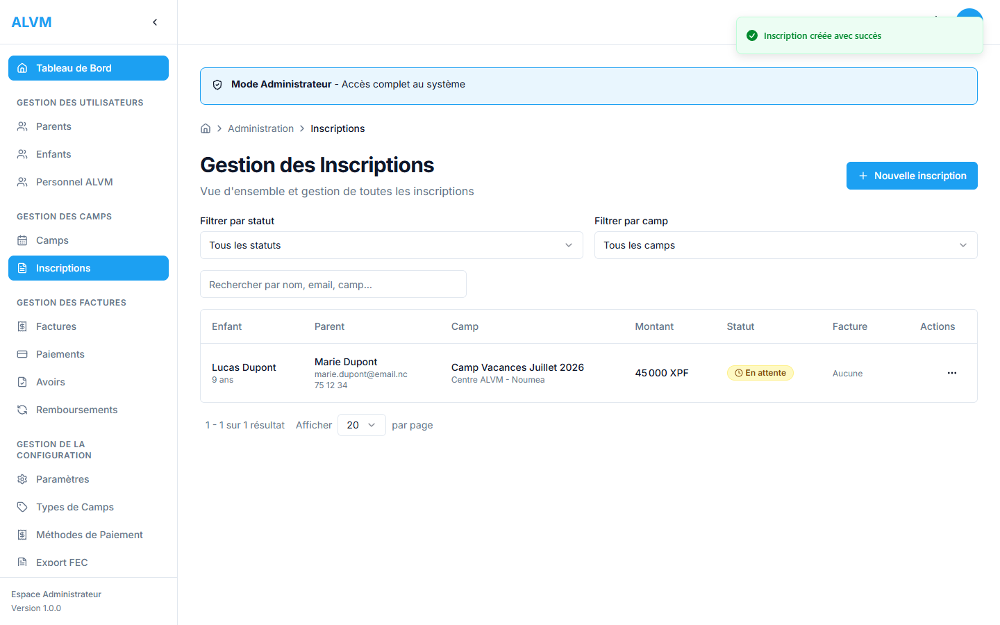 ALVM
Inscription créée avec succès
Tableau de Bord
GESTION DES UTILISATEURS
Parents
Enfants
Personnel ALVM
GESTION DES CAMPS
Camps
Inscriptions
GESTION DES FACTURES
Factures
Paiements
Avoirs
Remboursements
GESTION DE LA
CONFIGURATION
Paramètres
Types de Camps
Méthodes de Paiement
Export FEC
Espace Administrateur
Version 1.0.0
Mode Administrateur - Accès complet au système
Administration
Inscriptions
Gestion des Inscriptions
Vue d'ensemble et gestion de toutes les inscriptions
Nouvelle inscription
Filtrer par statut
Filtrer par camp
Tous les statuts
Tous les camps
Rechercher par nom, email, camp...
Enfant Parent Camp Montant Statut Facture Actions
Lucas Dupont
9 ans
Marie Dupont
marie.dupont@email.nc
75 12 34
Camp Vacances Juillet 2026
Centre ALVM - Noumea
45 000 XPF
En attente
Aucune
1 - 1 sur 1 résultat Afficher 20 par page